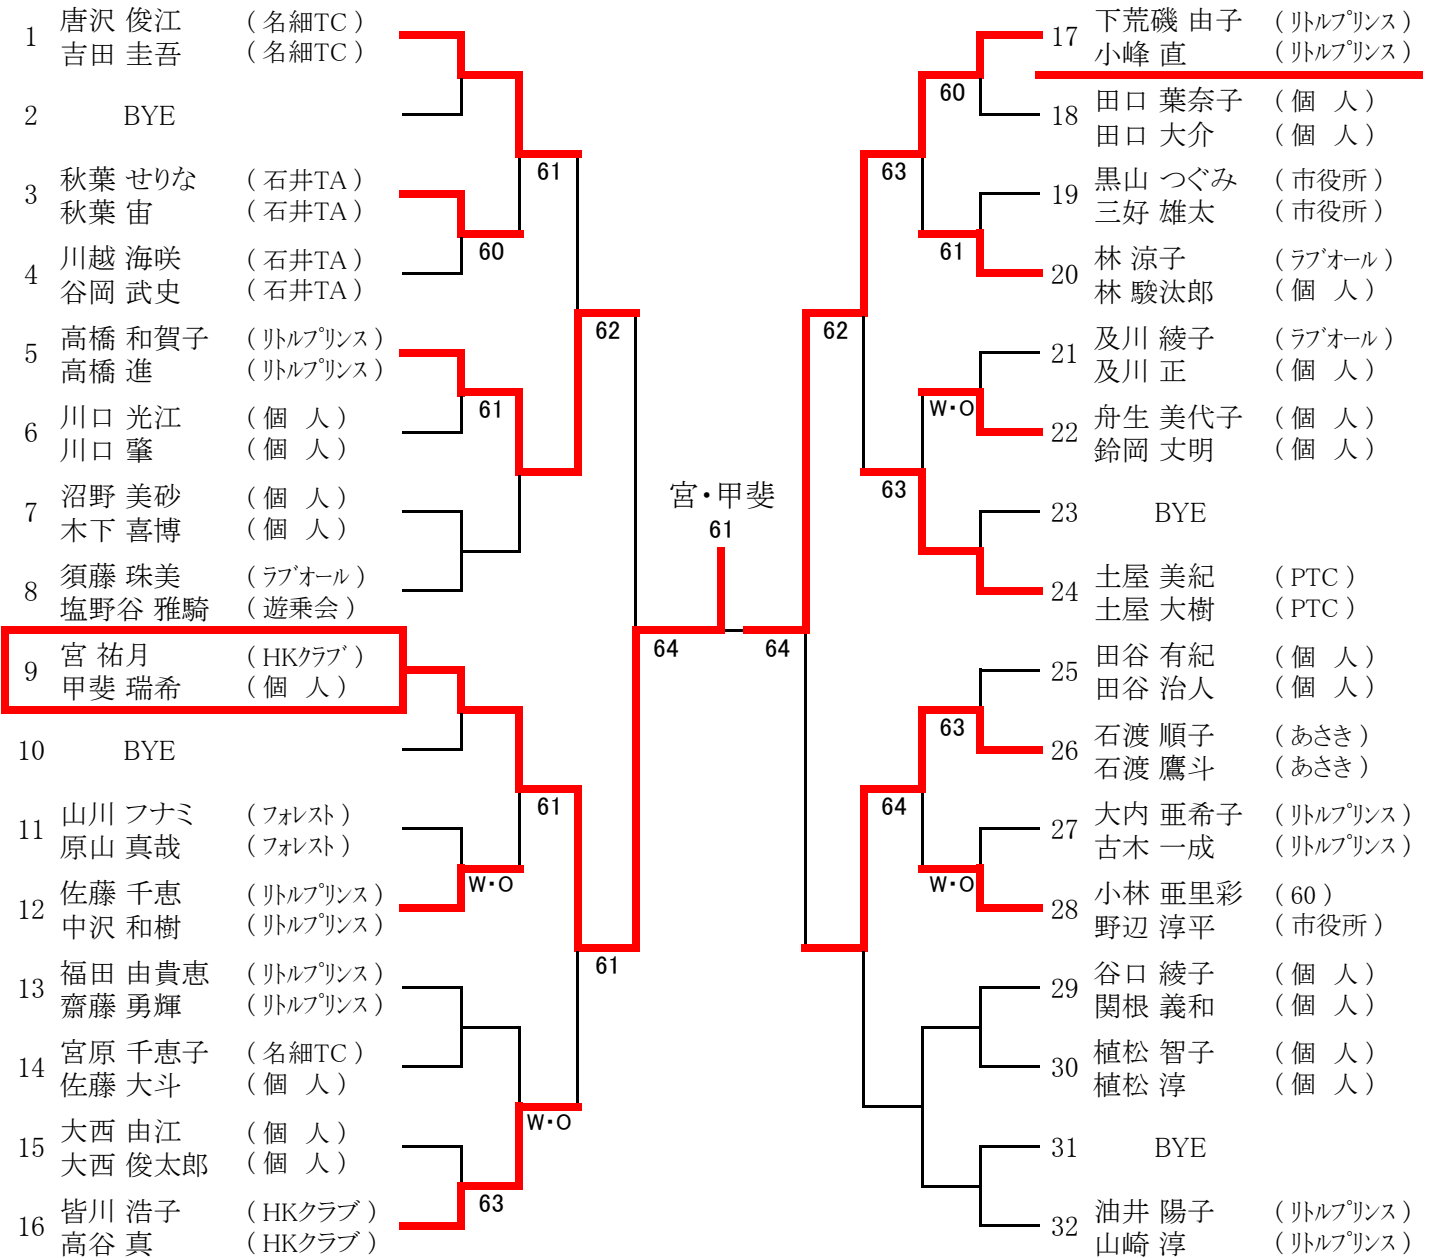 1 唐沢 俊江 ( 名細TC )
吉田 圭吾 ( 名細TC )
2 BYE
61
3 秋葉 せりな ( 石井TA )
秋葉 宙 ( 石井TA )
60
4 川越 海咲 ( 石井TA )
谷岡 武史 ( 石井TA )
62
5 高橋 和賀子 ( リトルプリンス )
高橋 進 ( リトルプリンス )
61
6 川口 光江 ( 個 人 )
川口 肇 ( 個 人 )
7 沼野 美砂 ( 個 人 )
木下 喜博 ( 個 人 )
8 須藤 珠美 ( ラブオール )
塩野谷 雅騎 ( 遊乗会 )
64
9 宮 祐月 ( HKクラブ )
甲斐 瑞希 ( 個 人 )
10 BYE
61
11 山川 フナミ ( フォレスト )
原山 真哉 ( フォレスト )
W・O
12 佐藤 千恵 ( リトルプリンス )
中沢 和樹 ( リトルプリンス )
61
13 福田 由貴恵 ( リトルプリンス )
齋藤 勇輝 ( リトルプリンス )
14 宮原 千恵子 ( 名細TC )
佐藤 大斗 ( 個 人 )
W・O
15 大西 由江 ( 個 人 )
大西 俊太郎 ( 個 人 )
63
16 皆川 浩子 ( HKクラブ )
高谷 真 ( HKクラブ )
宮・甲斐
61
17 下荒磯 由子 ( リトルプリンス )
小峰 直 ( リトルプリンス )
60
18 田口 葉奈子 ( 個 人 )
田口 大介 ( 個 人 )
63
19 黒山 つぐみ ( 市役所 )
三好 雄太 ( 市役所 )
61
20 林 涼子 ( ラブオール )
林 駿汰郎 ( 個 人 )
62
21 及川 綾子 ( ラブオール )
及川 正 ( 個 人 )
W・O
22 舟生 美代子 ( 個 人 )
鈴岡 丈明 ( 個 人 )
63
23 BYE
24 土屋 美紀 ( PTC )
土屋 大樹 ( PTC )
64
25 田谷 有紀 ( 個 人 )
田谷 治人 ( 個 人 )
63
26 石渡 順子 ( あさき )
石渡 鷹斗 ( あさき )
64
27 大内 亜希子 ( リトルプリンス )
古木 一成 ( リトルプリンス )
W・O
28 小林 亜里彩 ( 60 )
野辺 淳平 ( 市役所 )
29 谷口 綾子 ( 個 人 )
関根 義和 ( 個 人 )
30 植松 智子 ( 個 人 )
植松 淳 ( 個 人 )
31 BYE
32 油井 陽子 ( リトルプリンス )
山崎 淳 ( リトルプリンス )